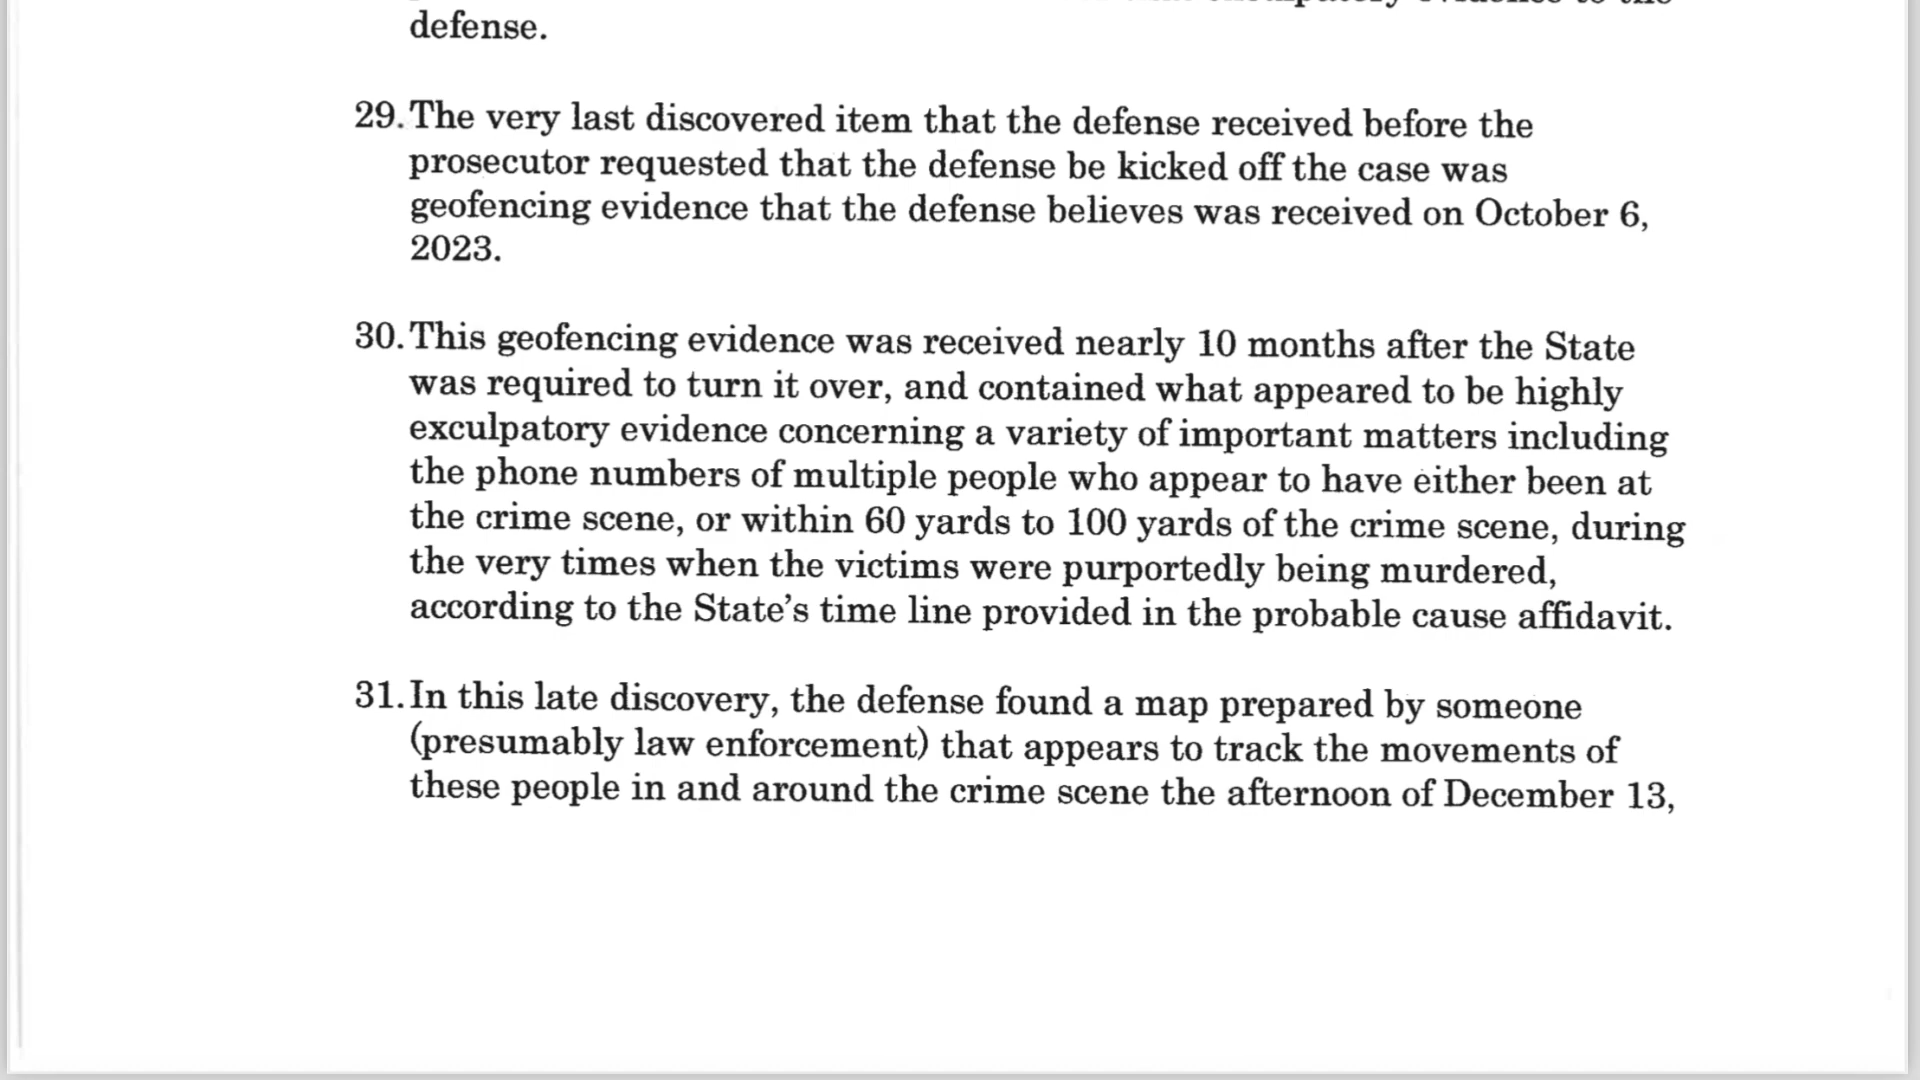 defense.
29. The very last discovered item that the defense received before the
prosecutor requested that the defense be kicked off the case was
geofencing evidence that the defense believes was received on October 6,
2023.
30. This geofencing evidence was received nearly 10 months after the State
was required to turn it over, and contained what appeared to be highly
exculpatory evidence concerning a variety of important matters including
the phone numbers of multiple people who appear to have either been at
the crime scene, or within 60 yards to 100 yards of the crime scene, during
the very times when the victims were purportedly being murdered,
according to the State's time line provided in the probable cause affidavit.
31. In this late discovery, the defense found a map prepared by someone
(presumably law enforcement) that appears to track the movements of
these people in and around the crime scene the afternoon of December 13,